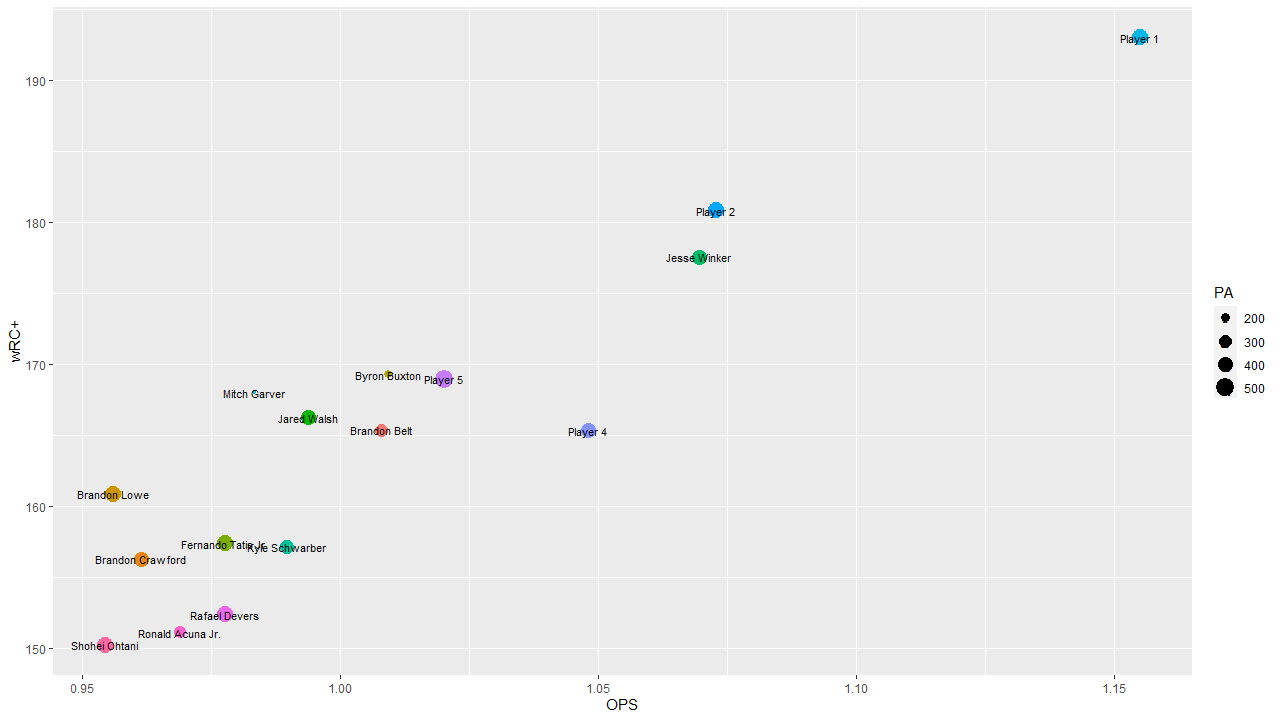 Player 1
190
Player 2
180
Jesse Winker
PA
200
300
400
500
wRC+
170
Byron Buxton
Player 5
Mitch Garver
Jared Walsh
Brandon Belt
Player 4
Brandon Lowe
160
Fernando Tatis Jr.
Kyle Schwarber
Brandon Crawford
Rafael Devers
Ronald Acuna Jr.
Shohei Ohtani
150
0.95
1.00
1.05
1.10
1.15
OPS